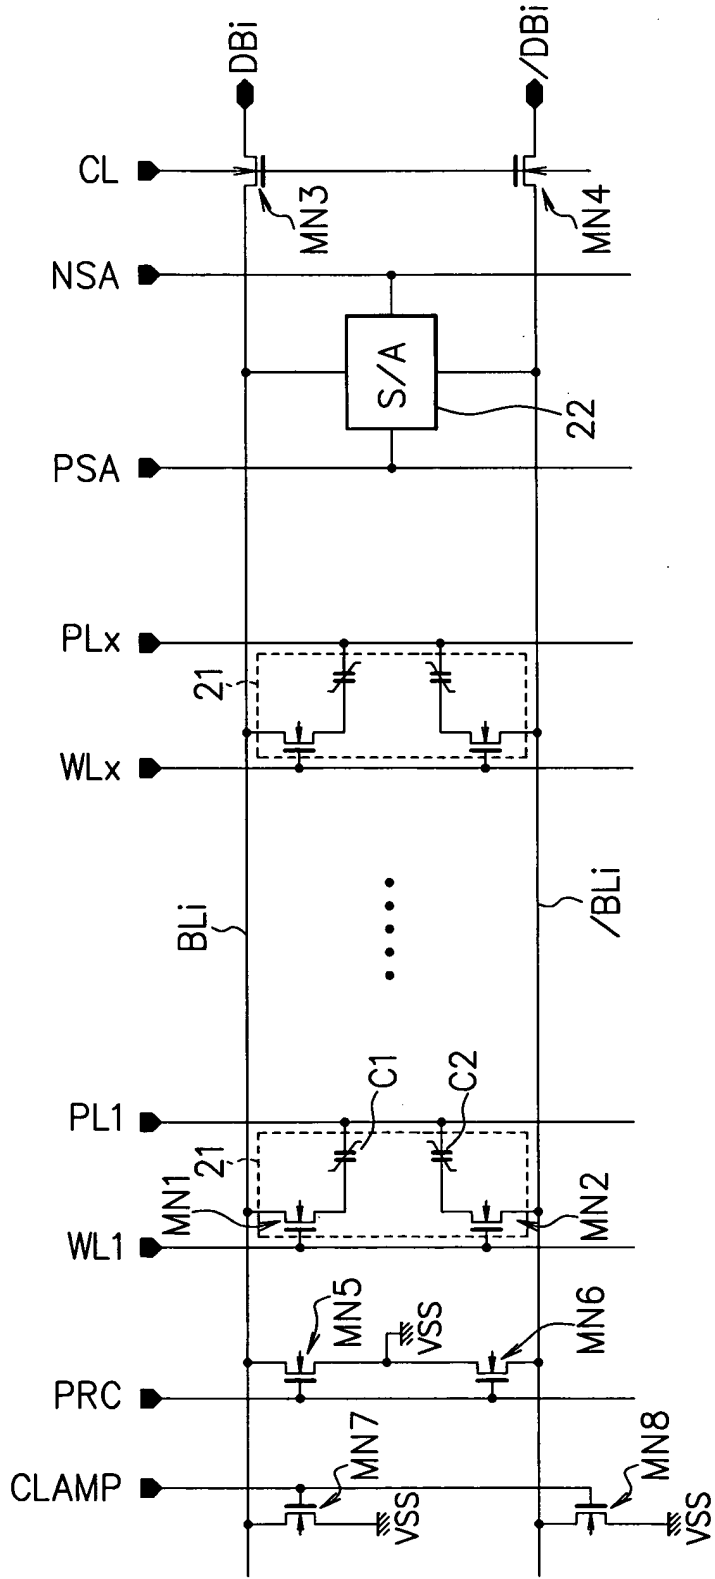 CLAMP
PRC
WL1
PL1
WLx
PLx
PSA
NSA
CL
MN7
VSS
MN5
VSS
MN1
21
C1
BLi
21
S/A
22
MN3
DBi
MN8
VSS
MN6
MN2
C2
/BLi
MN4
/DBi